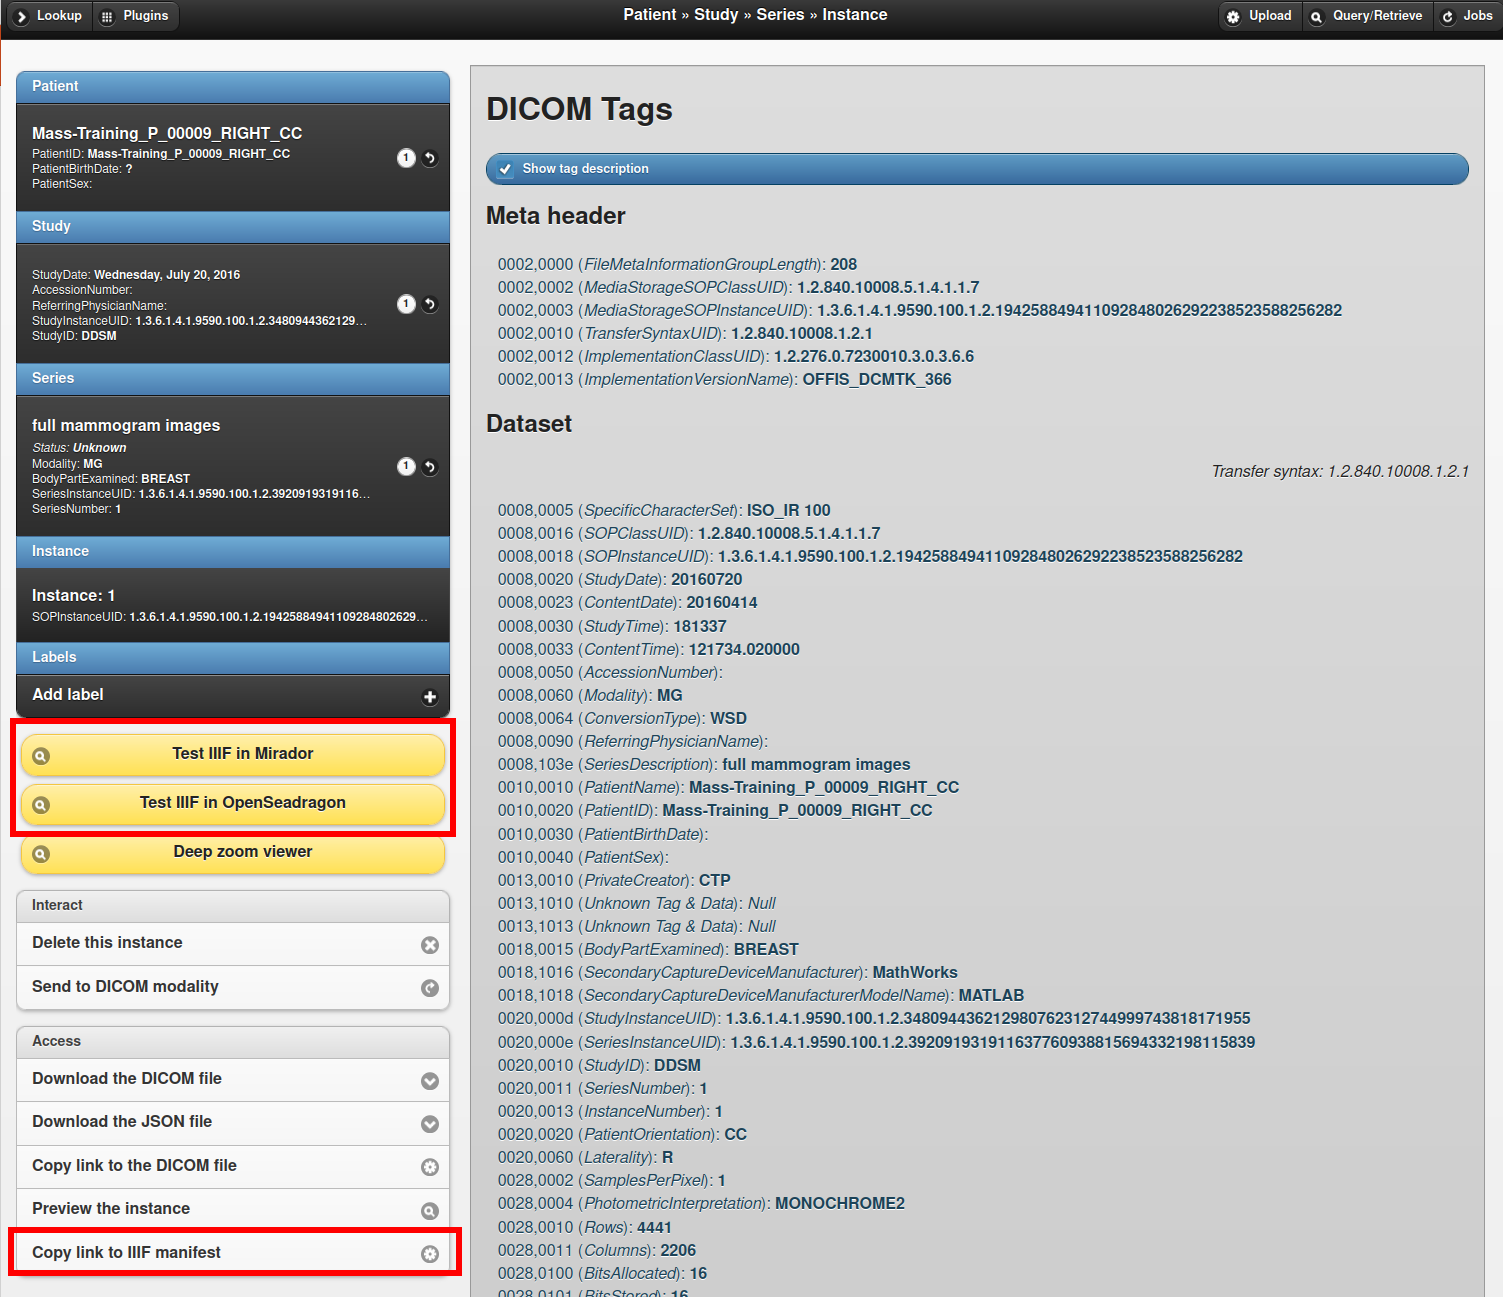 Lookup Plugins Patient » Study » Series » Instance Upload Query/Retrieve Jobs
Patient
Mass-Training_P_00009_RIGHT_CC
PatientID: Mass-Training_P_00009_RIGHT_CC
PatientBirthDate: ?
PatientSex:
1
Study
StudyDate: Wednesday, July 20, 2016
AccessionNumber:
ReferringPhysicianName:
StudyInstanceUID: 1.3.6.1.4.1.9590.100.1.2.3480944362129...
StudyID: DDSM
1
Series
full mammogram images
Status: Unknown
Modality: MG
BodyPartExamined: BREAST
SeriesInstanceUID: 1.3.6.1.4.1.9590.100.1.2.3920919319116...
SeriesNumber: 1
1
Instance
Instance: 1
SOPInstanceUID: 1.3.6.1.4.1.9590.100.1.2.19425884941109284802629...
Labels
Add label
Test IIIF in Mirador
Test IIIF in OpenSeadragon
Deep zoom viewer
Interact
Delete this instance
Send to DICOM modality
Access
Download the DICOM file
Download the JSON file
Copy link to the DICOM file
Preview the instance
Copy link to IIIF manifest
DICOM Tags
Show tag description
Meta header
0002,0000 (FileMetaInformationGroupLength): 208
0002,0002 (MediaStorageSOPClassUID): 1.2.840.10008.5.1.4.1.1.7
0002,0003 (MediaStorageSOPInstanceUID): 1.3.6.1.4.1.9590.100.1.2.194258849411092848026292238523588256282
0002,0010 (TransferSyntaxUID): 1.2.840.10008.1.2.1
0002,0012 (ImplementationClassUID): 1.2.276.0.7230010.3.0.3.6.6
0002,0013 (ImplementationVersionName): OFFIS_DCMTK_366
Dataset
Transfer syntax: 1.2.840.10008.1.2.1
0008,0005 (SpecificCharacterSet): ISO_IR 100
0008,0016 (SOPClassUID): 1.2.840.10008.5.1.4.1.1.7
0008,0018 (SOPInstanceUID): 1.3.6.1.4.1.9590.100.1.2.194258849411092848026292238523588256282
0008,0020 (StudyDate): 20160720
0008,0023 (ContentDate): 20160414
0008,0030 (StudyTime): 181337
0008,0033 (ContentTime): 121734.020000
0008,0050 (AccessionNumber):
0008,0060 (Modality): MG
0008,0064 (ConversionType): WSD
0008,0090 (ReferringPhysicianName):
0008,103e (SeriesDescription): full mammogram images
0010,0010 (PatientName): Mass-Training_P_00009_RIGHT_CC
0010,0020 (PatientID): Mass-Training_P_00009_RIGHT_CC
0010,0030 (PatientBirthDate):
0010,0040 (PatientSex):
0013,0010 (PrivateCreator): CTP
0013,1010 (Unknown Tag & Data): Null
0013,1013 (Unknown Tag & Data): Null
0018,0015 (BodyPartExamined): BREAST
0018,1016 (SecondaryCaptureDeviceManufacturer): MathWorks
0018,1018 (SecondaryCaptureDeviceManufacturerModelName): MATLAB
0020,000d (StudyInstanceUID): 1.3.6.1.4.1.9590.100.1.2.348094436212980762312744999743818171955
0020,000e (SeriesInstanceUID): 1.3.6.1.4.1.9590.100.1.2.392091931911637760938815694332198115839
0020,0010 (StudyID): DDSM
0020,0011 (SeriesNumber): 1
0020,0013 (InstanceNumber): 1
0020,0020 (PatientOrientation): CC
0020,0060 (Laterality): R
0028,0002 (SamplesPerPixel): 1
0028,0004 (PhotometricInterpretation): MONOCHROME2
0028,0010 (Rows): 4441
0028,0011 (Columns): 2206
0028,0100 (BitsAllocated): 16
0028,0101 (BitsStored): 16